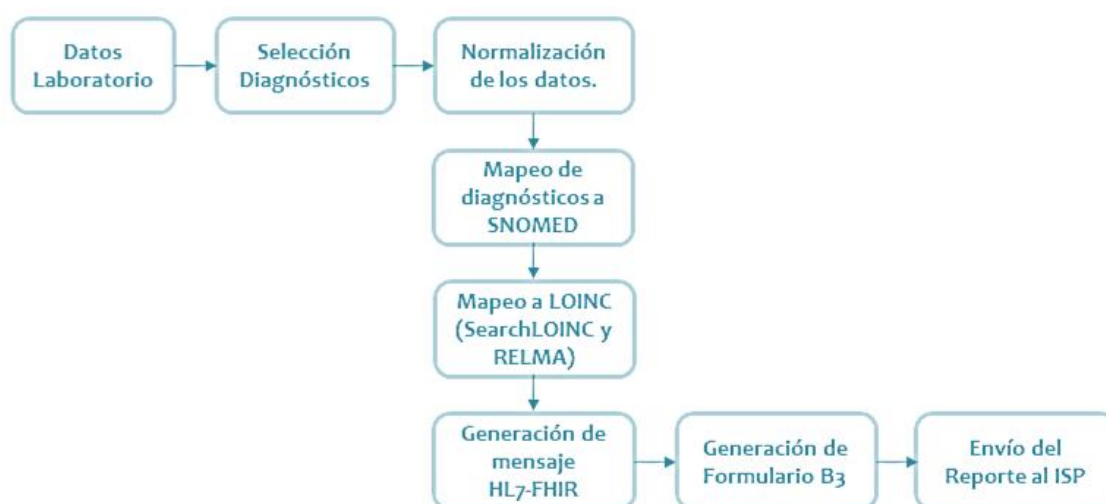 Datos
Laboratorio
Selección
Diagnósticos
Normalización
de los datos.
Mapeo de
diagnósticos a
SNOMED
Mapeo a LOINC
(SearchLOINC y
RELMA)
Generación de
mensaje
HL7-FHIR
Generación de
Formulario B3
Envío del
Reporte al ISP